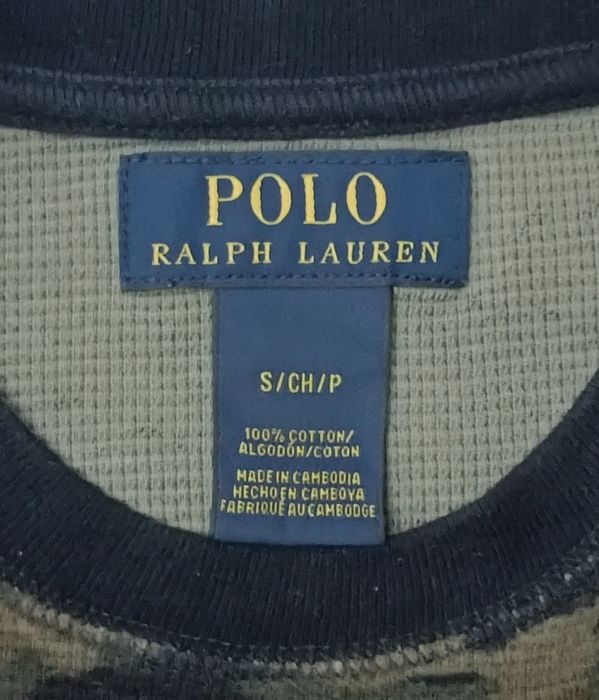 POLO
RALPH LAUREN
S/CH/P
100% COTTON/
ALGODÓN/COTON
MADE IN CAMBODIA
HECHO EN CAMBOYA
FABRIQUÉ AU CAMBODGE